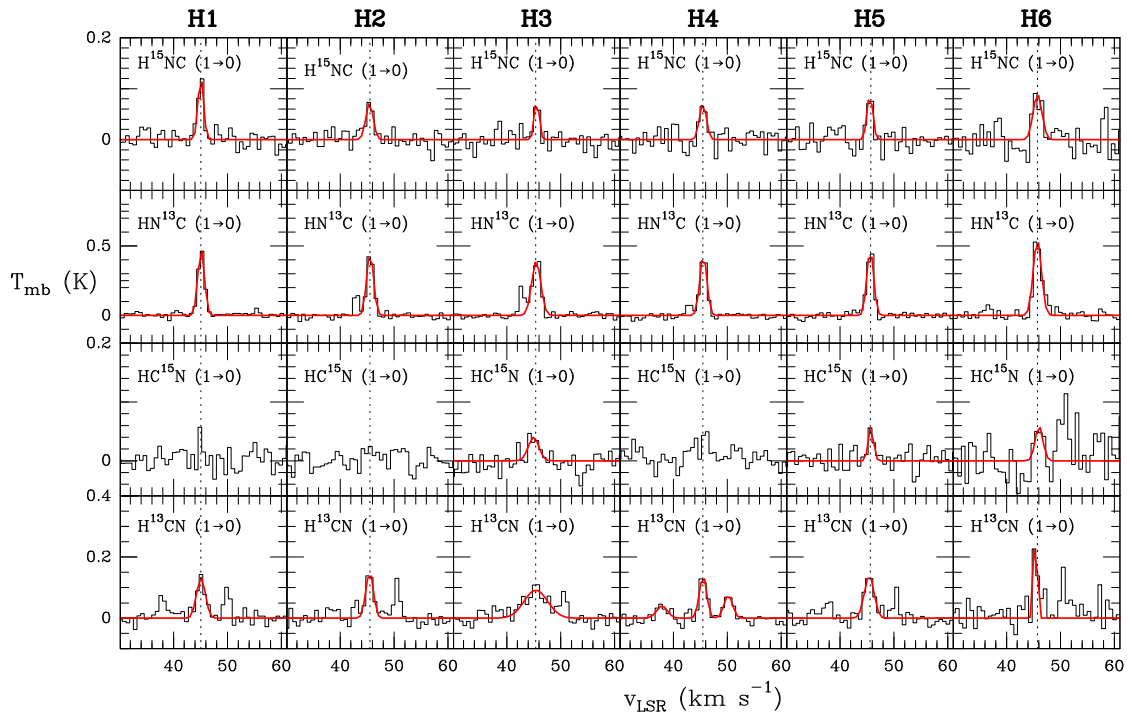 H1 H2 H3 H4 H5 H6
0.2
H¹⁵NC (1→0) H¹⁵NC (1→0) H¹⁵NC (1→0) H¹⁵NC (1→0) H¹⁵NC (1→0) H¹⁵NC (1→0)
0
HN¹³C (1→0) HN¹³C (1→0) HN¹³C (1→0) HN¹³C (1→0) HN¹³C (1→0) HN¹³C (1→0)
0.5
T_mb (K)
0
0.2
HC¹⁵N (1→0) HC¹⁵N (1→0) HC¹⁵N (1→0) HC¹⁵N (1→0) HC¹⁵N (1→0) HC¹⁵N (1→0)
0
0.4
H¹³CN (1→0) H¹³CN (1→0) H¹³CN (1→0) H¹³CN (1→0) H¹³CN (1→0) H¹³CN (1→0)
0.2
0
40 50 60 40 50 60 40 50 60 40 50 60 40 50 60 40 50 60
v_LSR (km s⁻¹)